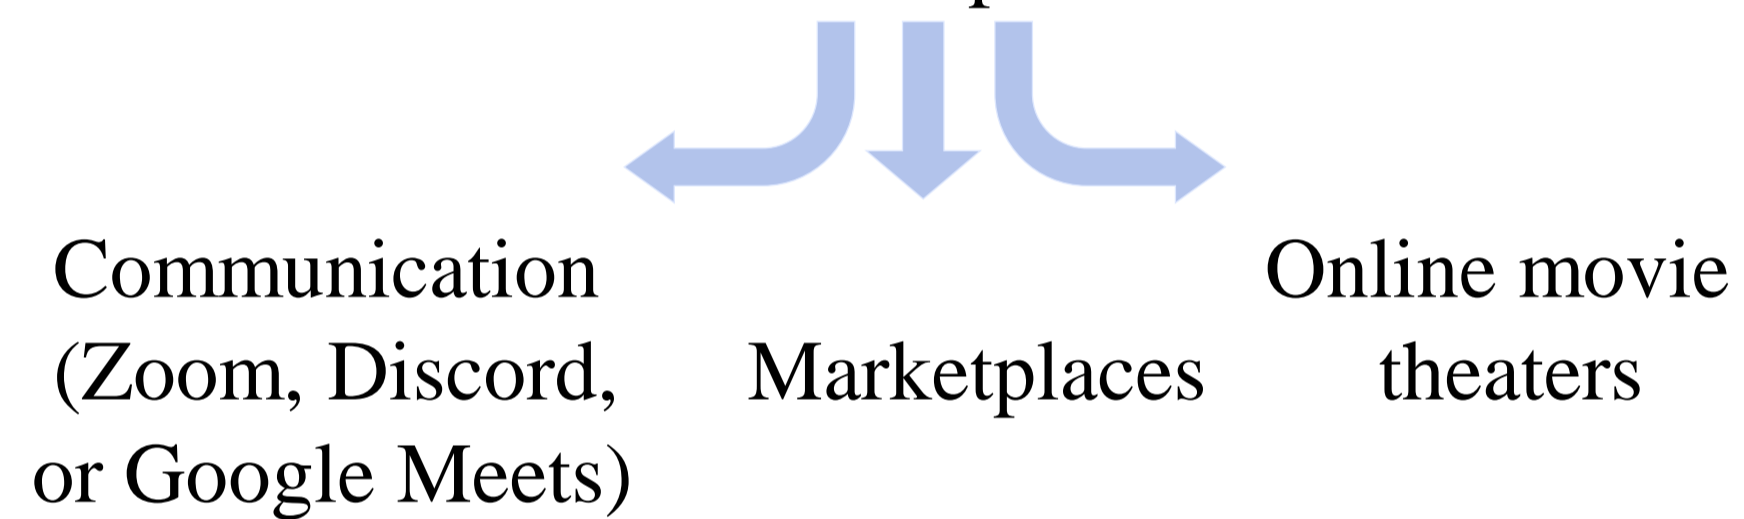 Communication
(Zoom, Discord,
or Google Meets)
Marketplaces
Online movie
theaters